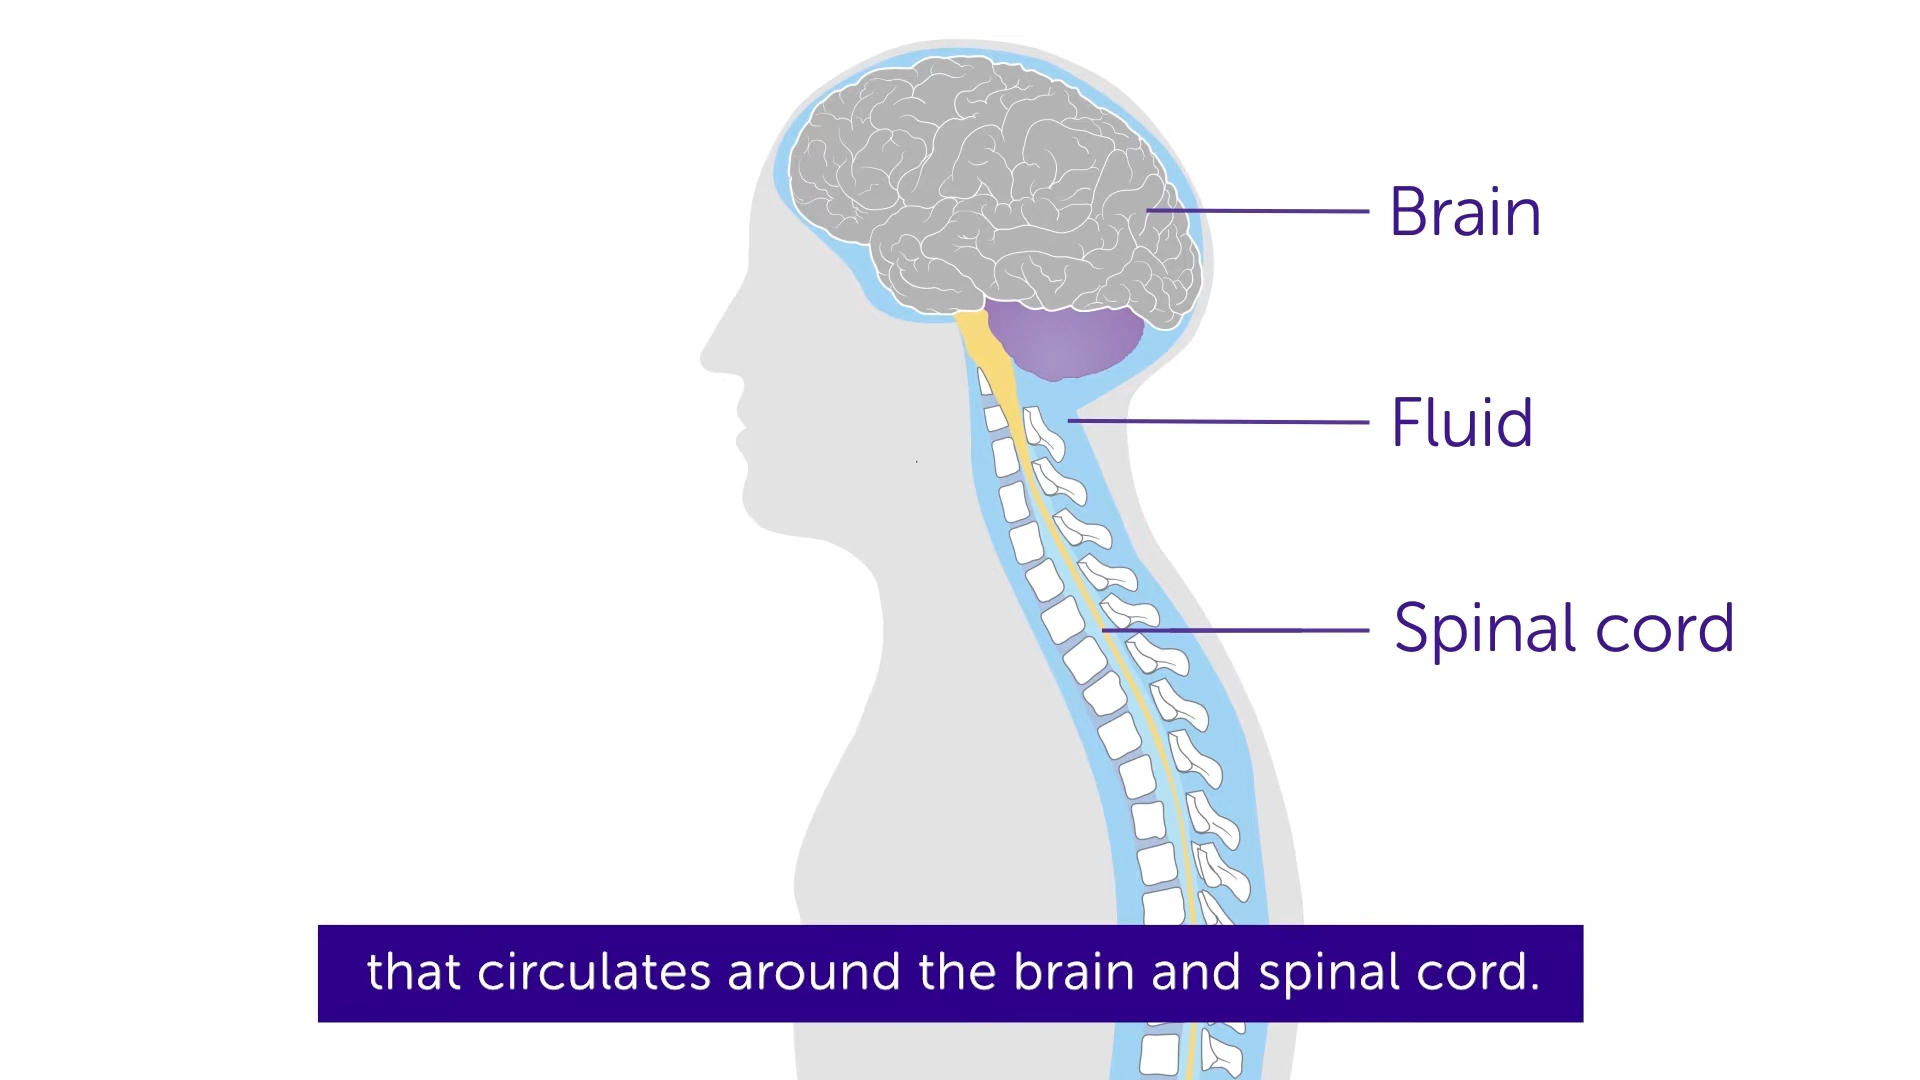 Brain
Fluid
Spinal cord
that circulates around the brain and spinal cord.